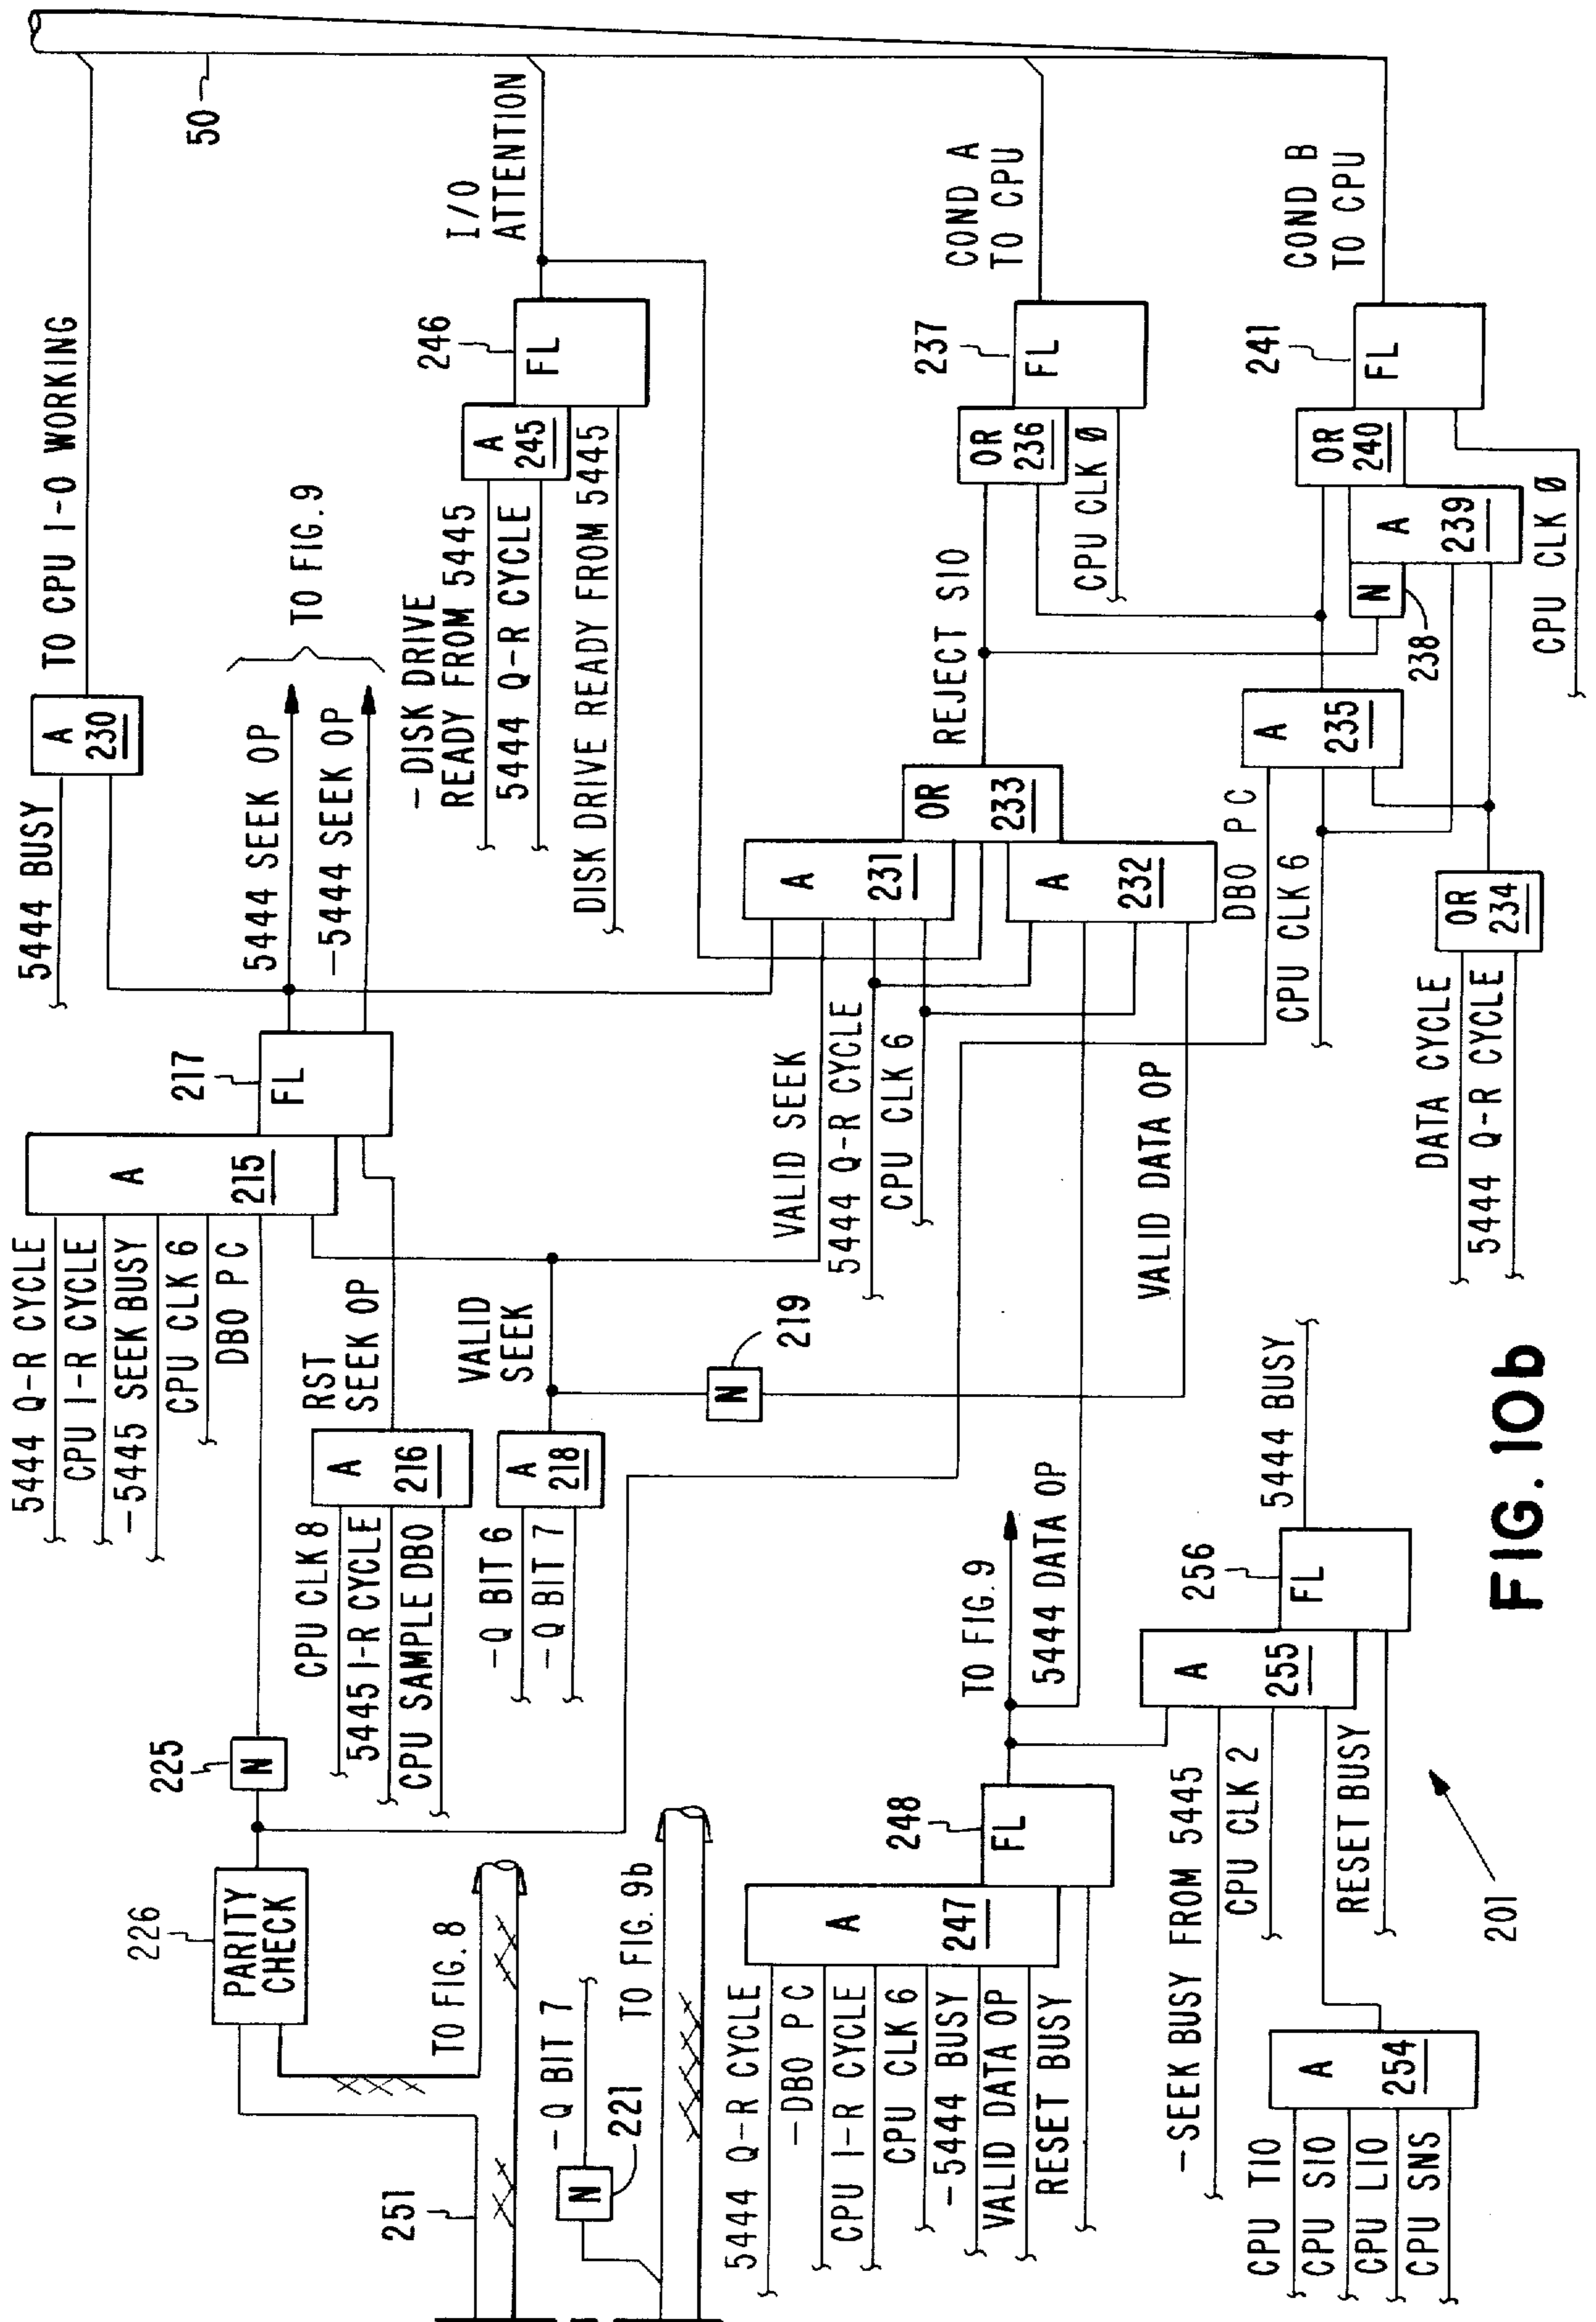 5444 Q-R CYCLE
CPU I-R CYCLE
-5445 SEEK BUSY
CPU CLK 6
DBO PC
A
215
217
FL
5444 BUSY
A
230
TO CPU I-O WORKING
50
5444 SEEK OP
-5444 SEEK OP
TO FIG.9
226
PARITY
CHECK
225
N
CPU CLK 8
5445 I-R CYCLE
CPU SAMPLE DBO
A
216
RST
SEEK OP
-Q BIT 6
-Q BIT 7
A
218
VALID
SEEK
N
219
- DISK DRIVE
READY FROM 5445
5444 Q-R CYCLE
DISK DRIVE READY FROM 5445
A
245
246
FL
I/O
ATTENTION
251
TO FIG. 8
-Q BIT 7
N
221
TO FIG. 9b
VALID SEEK
5444 Q-R CYCLE
CPU CLK 6
A
231
OR
233
A
232
VALID DATA OP
REJECT SIO
OR
236
CPU CLK Ø
237
FL
COND A
TO CPU
5444 Q-R CYCLE
-DBO PC
CPU I-R CYCLE
CPU CLK 6
-5444 BUSY
VALID DATA OP
RESET BUSY
A
247
248
FL
TO FIG. 9
5444 DATA OP
DBO PC
CPU CLK 6
A
235
N
238
A
239
OR
240
241
FL
COND B
TO CPU
CPU CLK Ø
DATA CYCLE
5444 Q-R CYCLE
OR
234
-SEEK BUSY FROM 5445
CPU CLK 2
RESET BUSY
A
255
256
FL
5444 BUSY
CPU TIO
CPU SIO
CPU LIO
CPU SNS
A
254
201
FIG. 10b